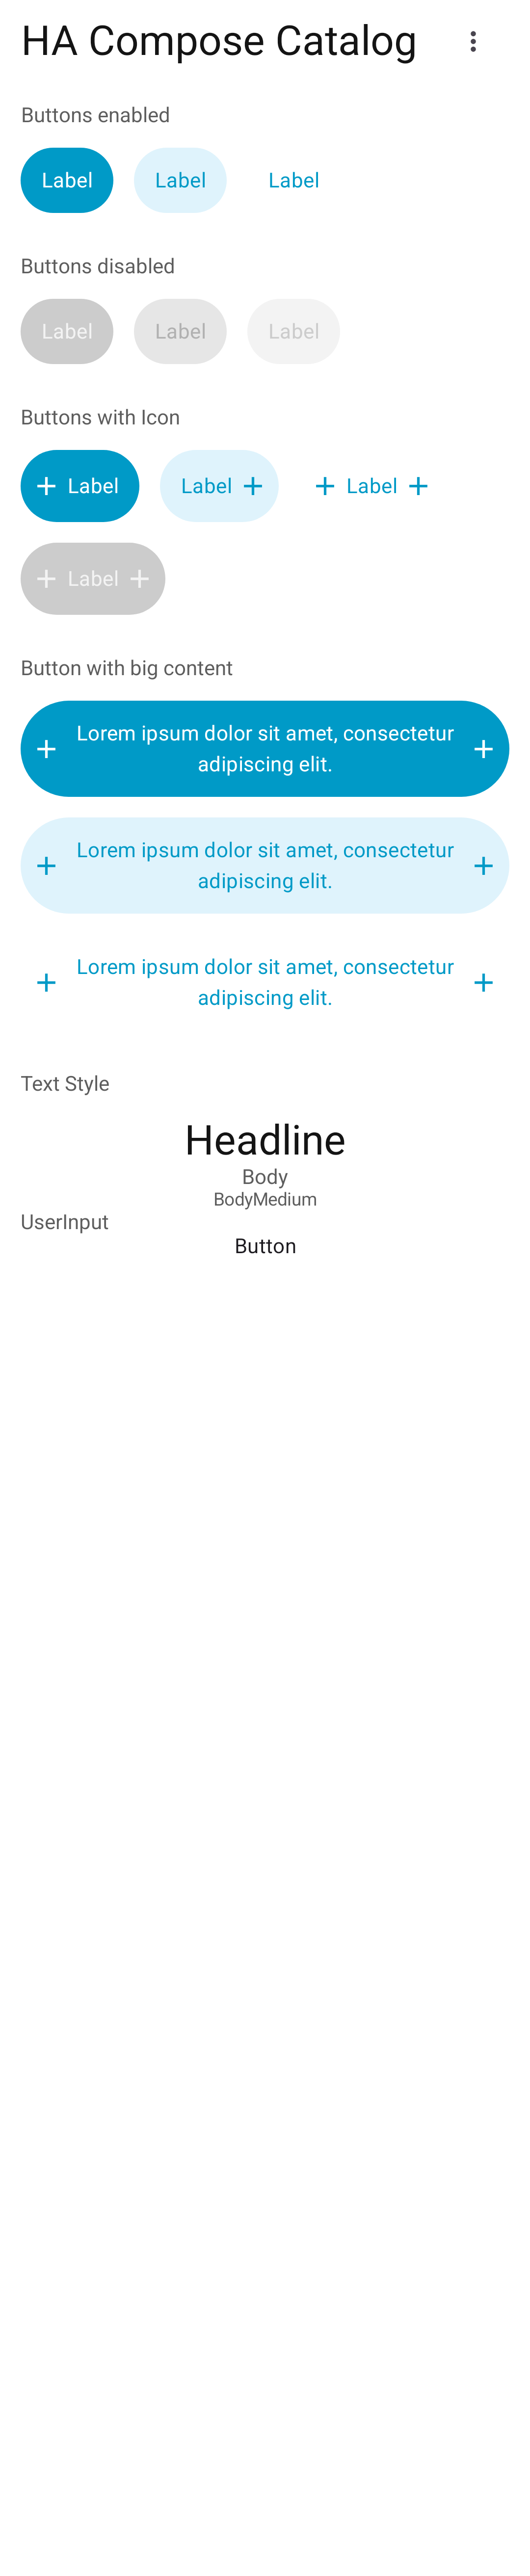 HA Compose Catalog
Buttons enabled
Label Label Label
Buttons disabled
Label Label Label
Buttons with Icon
Label Label Label
Label
Button with big content
Lorem ipsum dolor sit amet, consectetur
adipiscing elit.
Lorem ipsum dolor sit amet, consectetur
adipiscing elit.
Lorem ipsum dolor sit amet, consectetur
adipiscing elit.
Text Style
Headline
Body
BodyMedium
UserInput
Button